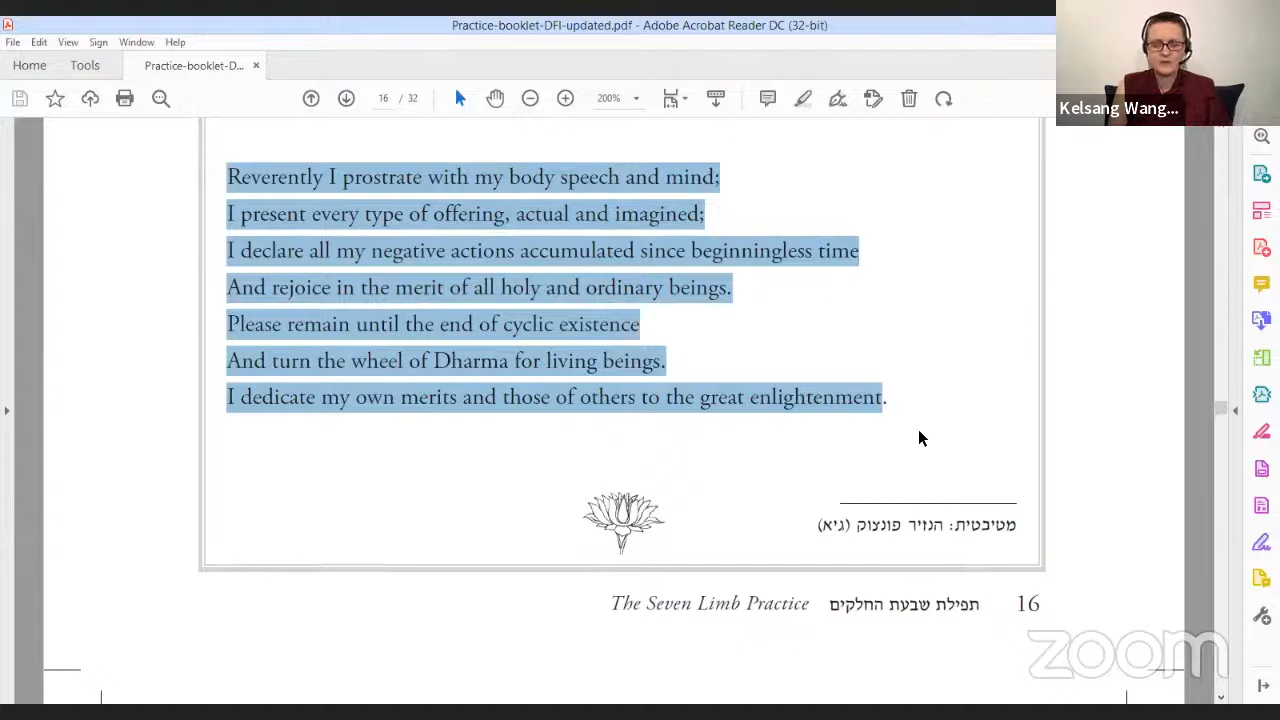 Practice-booklet-DFI-updated.pdf - Adobe Acrobat Reader DC (32-bit)
File Edit View Sign Window Help
Home Tools Practice-booklet-D... ×
16 / 32 200%
Kelsang Wang...
Reverently I prostrate with my body speech and mind;
I present every type of offering, actual and imagined;
I declare all my negative actions accumulated since beginningless time
And rejoice in the merit of all holy and ordinary beings.
Please remain until the end of cyclic existence
And turn the wheel of Dharma for living beings.
I dedicate my own merits and those of others to the great enlightenment.
מטיבטית: הנזיר פונצוק (גיא)
The Seven Limb Practice תפילת שבעת החלקים 16
zoom